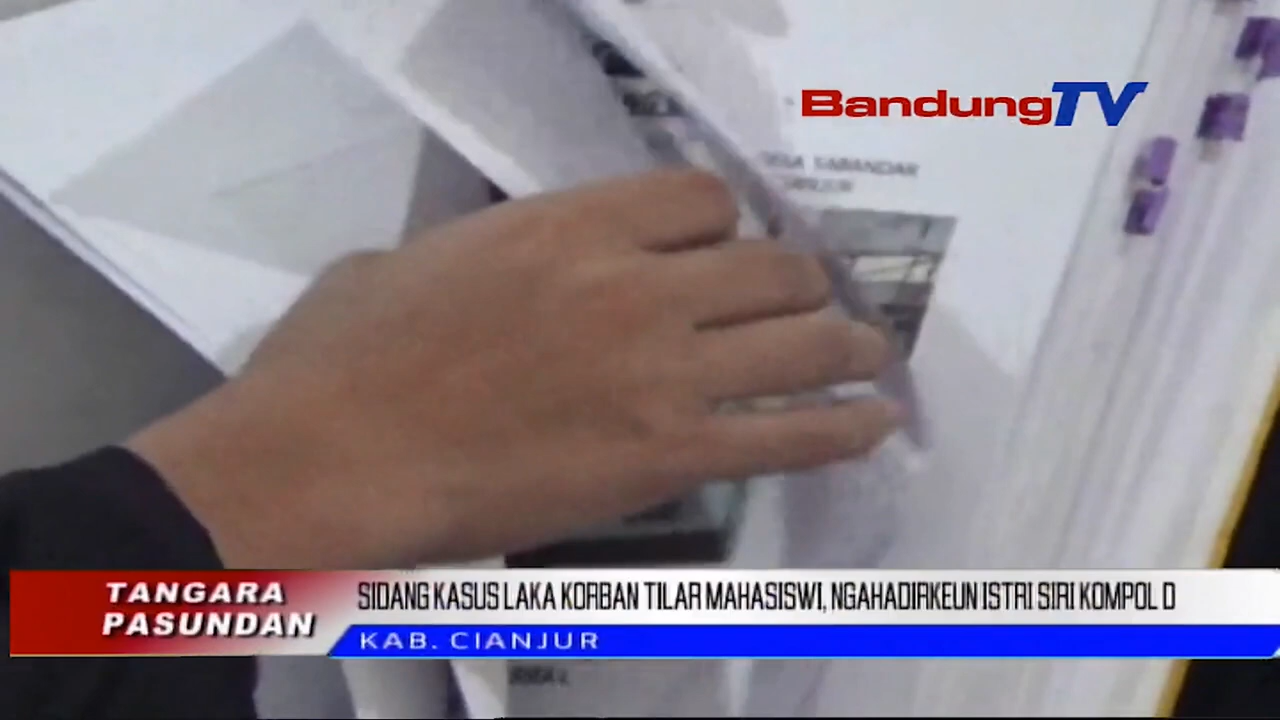 BandungTV
TANGARA
PASUNDAN
SIDANG KASUS LAKA KORBAN TILAR MAHASISWI, NGAHADIRKEUN ISTRI SIRI KOMPOL D
KAB. CIANJUR